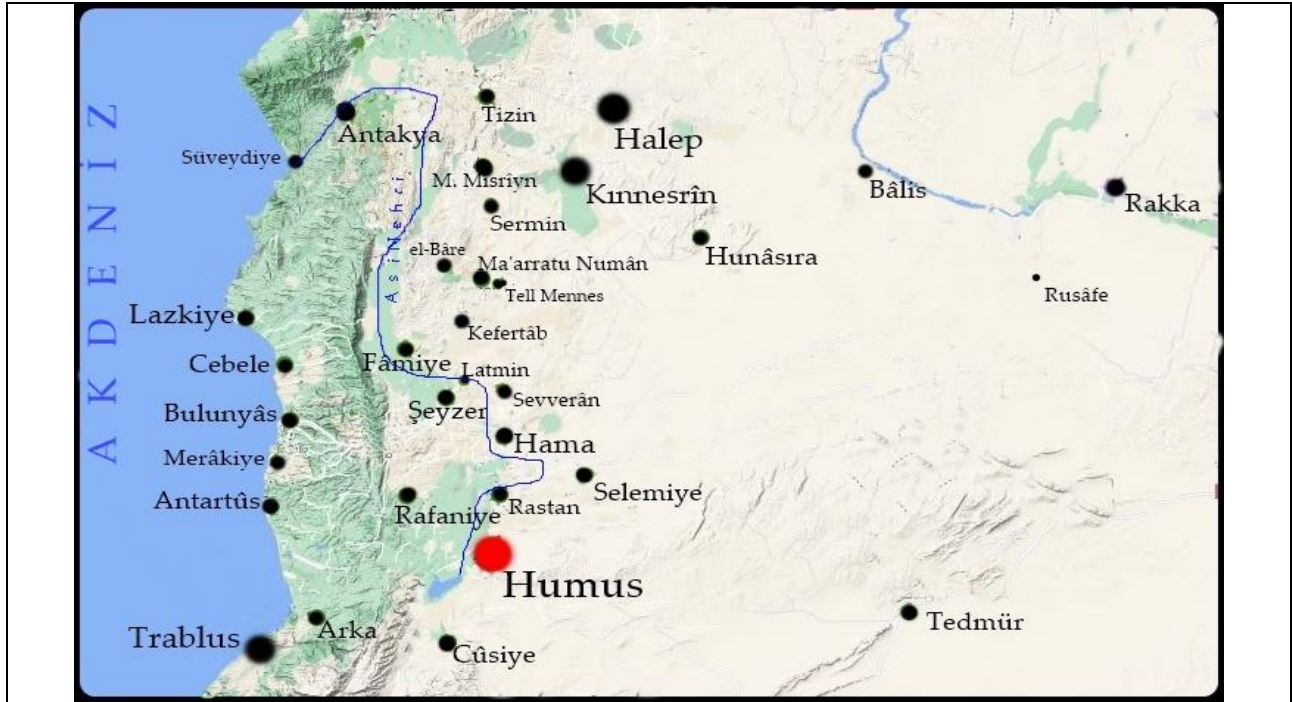 AKDENİZ
Tizin
Halep
Antakya
Süveydiye
M. Mısrîyn
Kınnesrîn
Bâlis
Rakka
Sermin
Asi Nehri
el-Bâre
Ma'arratu Numân
Hunâsıra
Tell Mennes
Rusâfe
Lazkiye
Kefertâb
Fâmiye
Latmin
Cebele
Şeyzer
Sevverân
Bulunyâs
Hama
Merâkiye
Selemiye
Antartûs
Rafaniye
Rastan
Humus
Trablus
Arka
Cûsiye
Tedmür